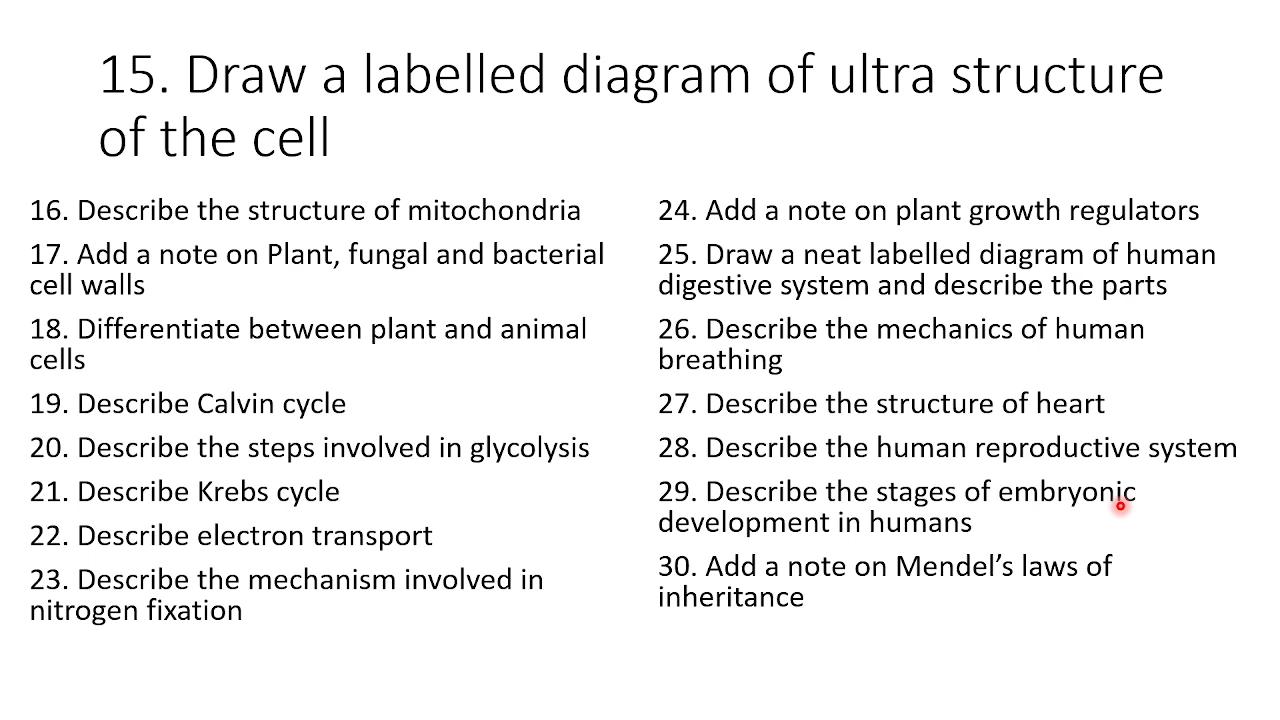 15. Draw a labelled diagram of ultra structure
of the cell
16. Describe the structure of mitochondria
17. Add a note on Plant, fungal and bacterial
cell walls
18. Differentiate between plant and animal
cells
19. Describe Calvin cycle
20. Describe the steps involved in glycolysis
21. Describe Krebs cycle
22. Describe electron transport
23. Describe the mechanism involved in
nitrogen fixation
24. Add a note on plant growth regulators
25. Draw a neat labelled diagram of human
digestive system and describe the parts
26. Describe the mechanics of human
breathing
27. Describe the structure of heart
28. Describe the human reproductive system
29. Describe the stages of embryonic
development in humans
30. Add a note on Mendel’s laws of
inheritance